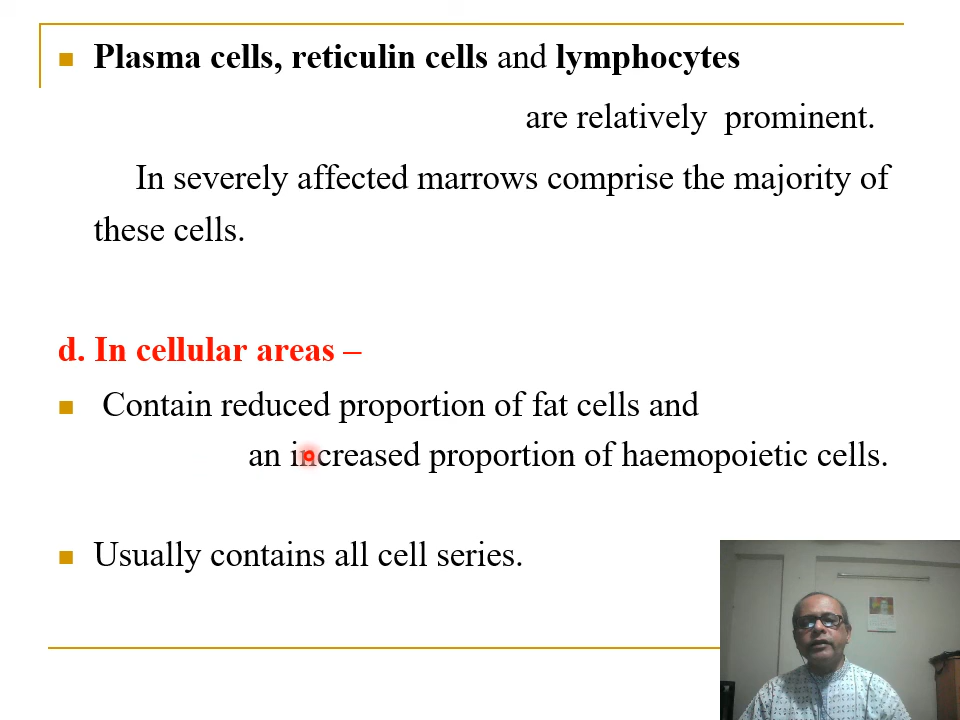 Plasma cells, reticulin cells and lymphocytes
are relatively prominent.
In severely affected marrows comprise the majority of
these cells.
d. In cellular areas –
Contain reduced proportion of fat cells and
an increased proportion of haemopoietic cells.
Usually contains all cell series.